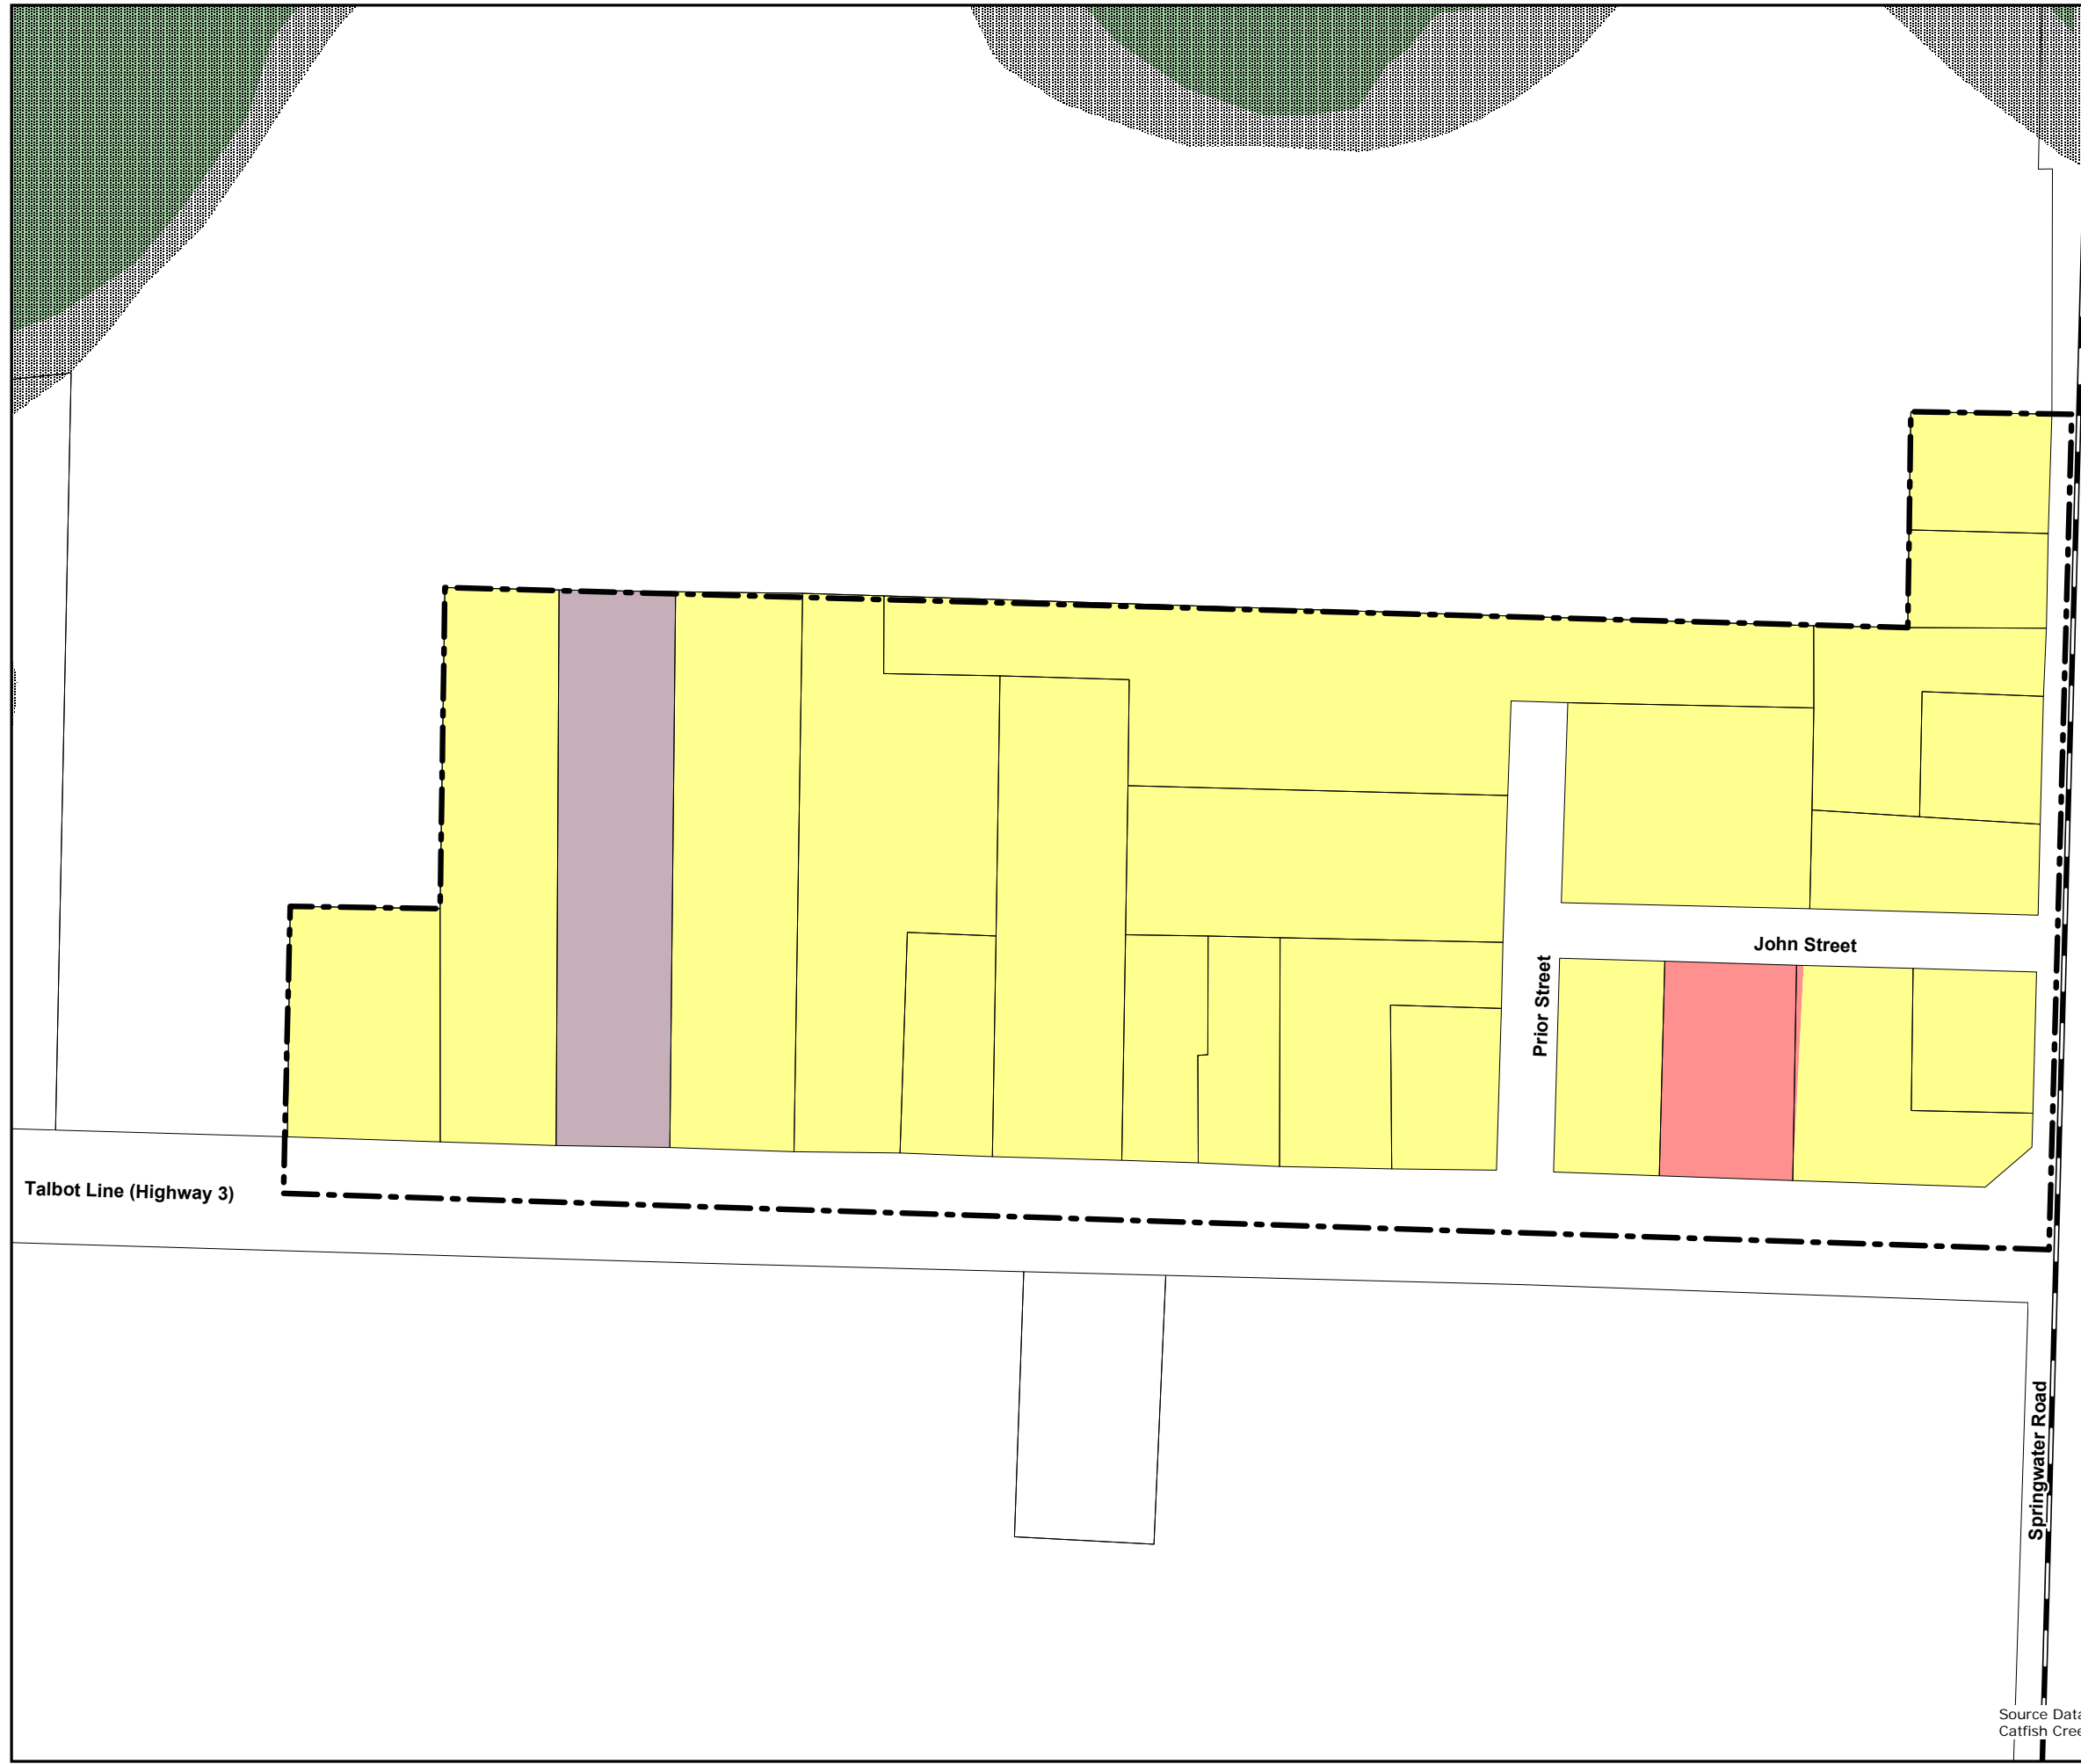 John Street
Prior Street
Talbot Line (Highway 3)
Springwater Road
Source Data
Catfish Cree